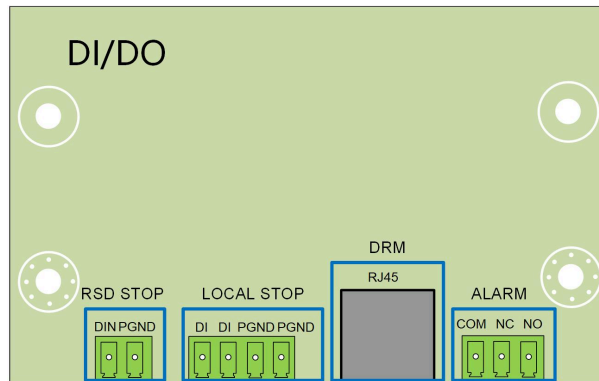 DI/DO
DRM
RJ45
RSD STOP LOCAL STOP ALARM
DIN PGND DI DI PGND PGND COM NC NO